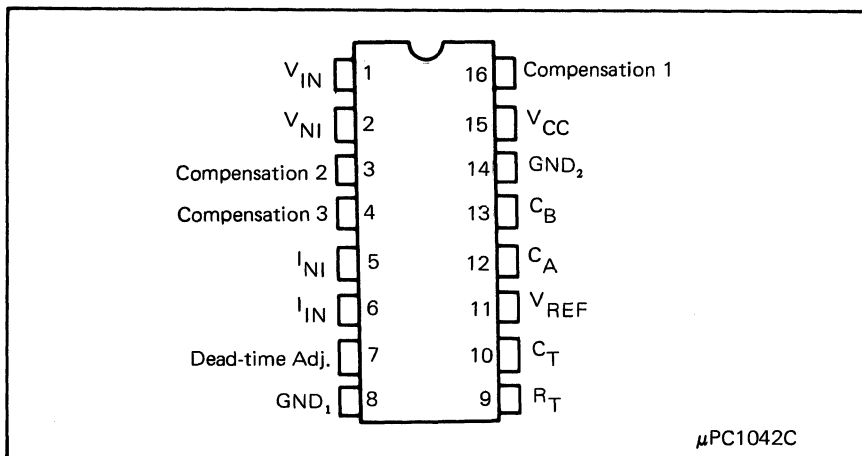 V_IN 1 16 Compensation 1
V_NI 2 15 V_CC
Compensation 2 3 14 GND₂
Compensation 3 4 13 C_B
I_NI 5 12 C_A
I_IN 6 11 V_REF
Dead-time Adj. 7 10 C_T
GND₁ 8 9 R_T
μPC1042C